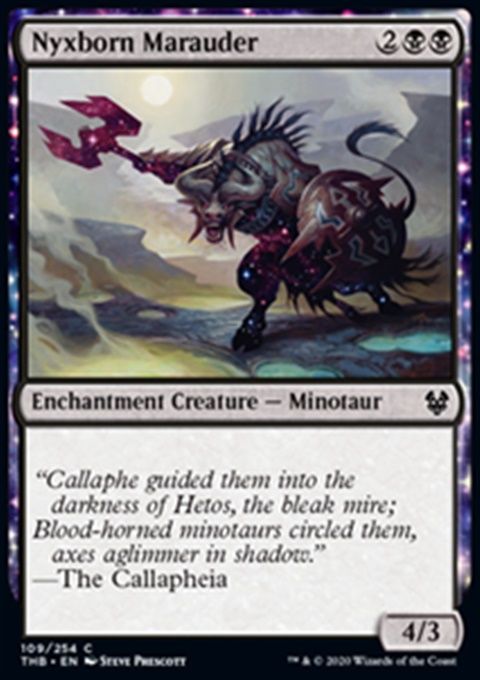 Nyxborn Marauder 2
Enchantment Creature — Minotaur
“Callaphe guided them into the
darkness of Hetos, the bleak mire;
Blood-horned minotaurs circled them,
axes aglimmer in shadow.”
—The Callapheia
4/3
109/254 C
THB • EN Steve Prescott
™ & © 2020 Wizards of the Coast